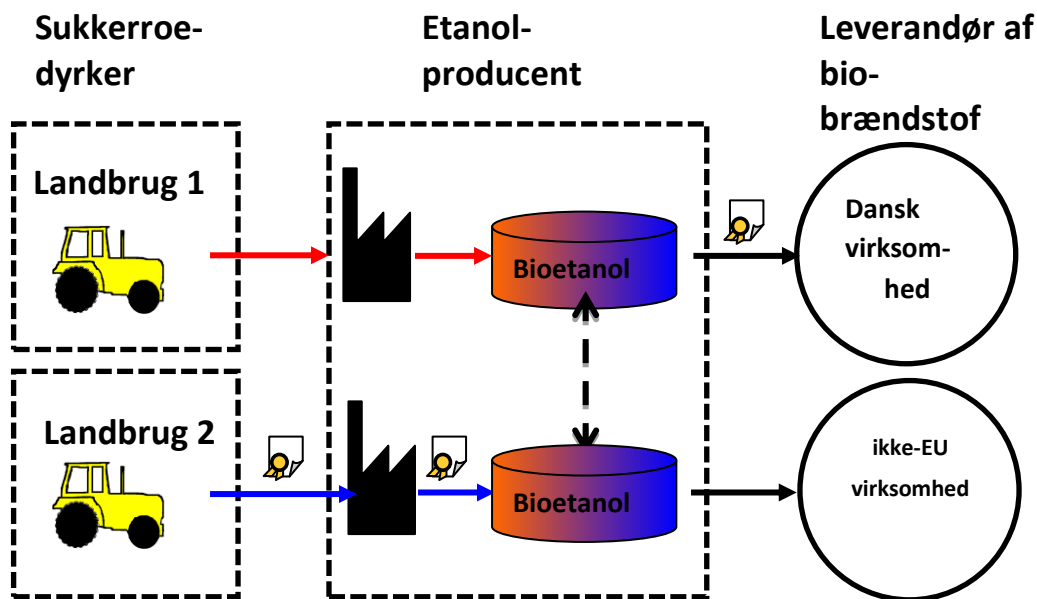 Sukkerroe-
dyrker
Etanol-
producent
Leverandør af
bio-
brændstof
Landbrug 1
Bioetanol
Dansk
virksom-
hed
Landbrug 2
Bioetanol
ikke-EU
virksomhed